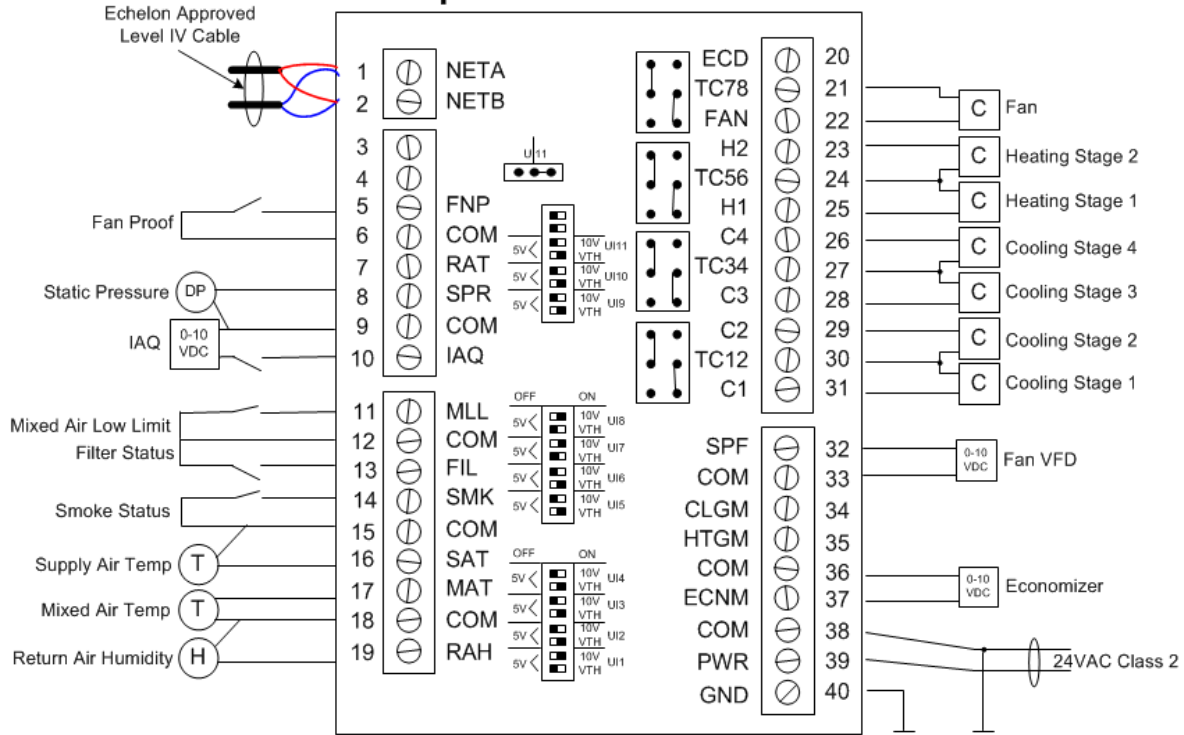 Echelon Approved
Level IV Cable
1 NETA
2 NETB
3
4
5 FNP
6 COM
7 RAT
8 SPR
9 COM
10 IAQ
11 MLL
12 COM
13 FIL
14 SMK
15 COM
16 SAT
17 MAT
18 COM
19 RAH
Fan Proof
Static Pressure DP
IAQ 0-10 VDC
Mixed Air Low Limit
Filter Status
Smoke Status
Supply Air Temp T
Mixed Air Temp T
Return Air Humidity H
UI11
5V 10V VTH UI11
5V 10V VTH UI10
5V 10V VTH UI9
OFF ON
5V 10V VTH UI8
5V 10V VTH UI7
5V 10V VTH UI6
5V 10V VTH UI5
OFF ON
5V 10V VTH UI4
5V 10V VTH UI3
5V 10V VTH UI2
5V 10V VTH UI1
ECD 20
TC78 21
FAN 22
H2 23
TC56 24
H1 25
C4 26
TC34 27
C3 28
C2 29
TC12 30
C1 31
SPF 32
COM 33
CLGM 34
HTGM 35
COM 36
ECNM 37
COM 38
PWR 39
GND 40
C Fan
C Heating Stage 2
C Heating Stage 1
C Cooling Stage 4
C Cooling Stage 3
C Cooling Stage 2
C Cooling Stage 1
0-10 VDC Fan VFD
0-10 VDC Economizer
24VAC Class 2